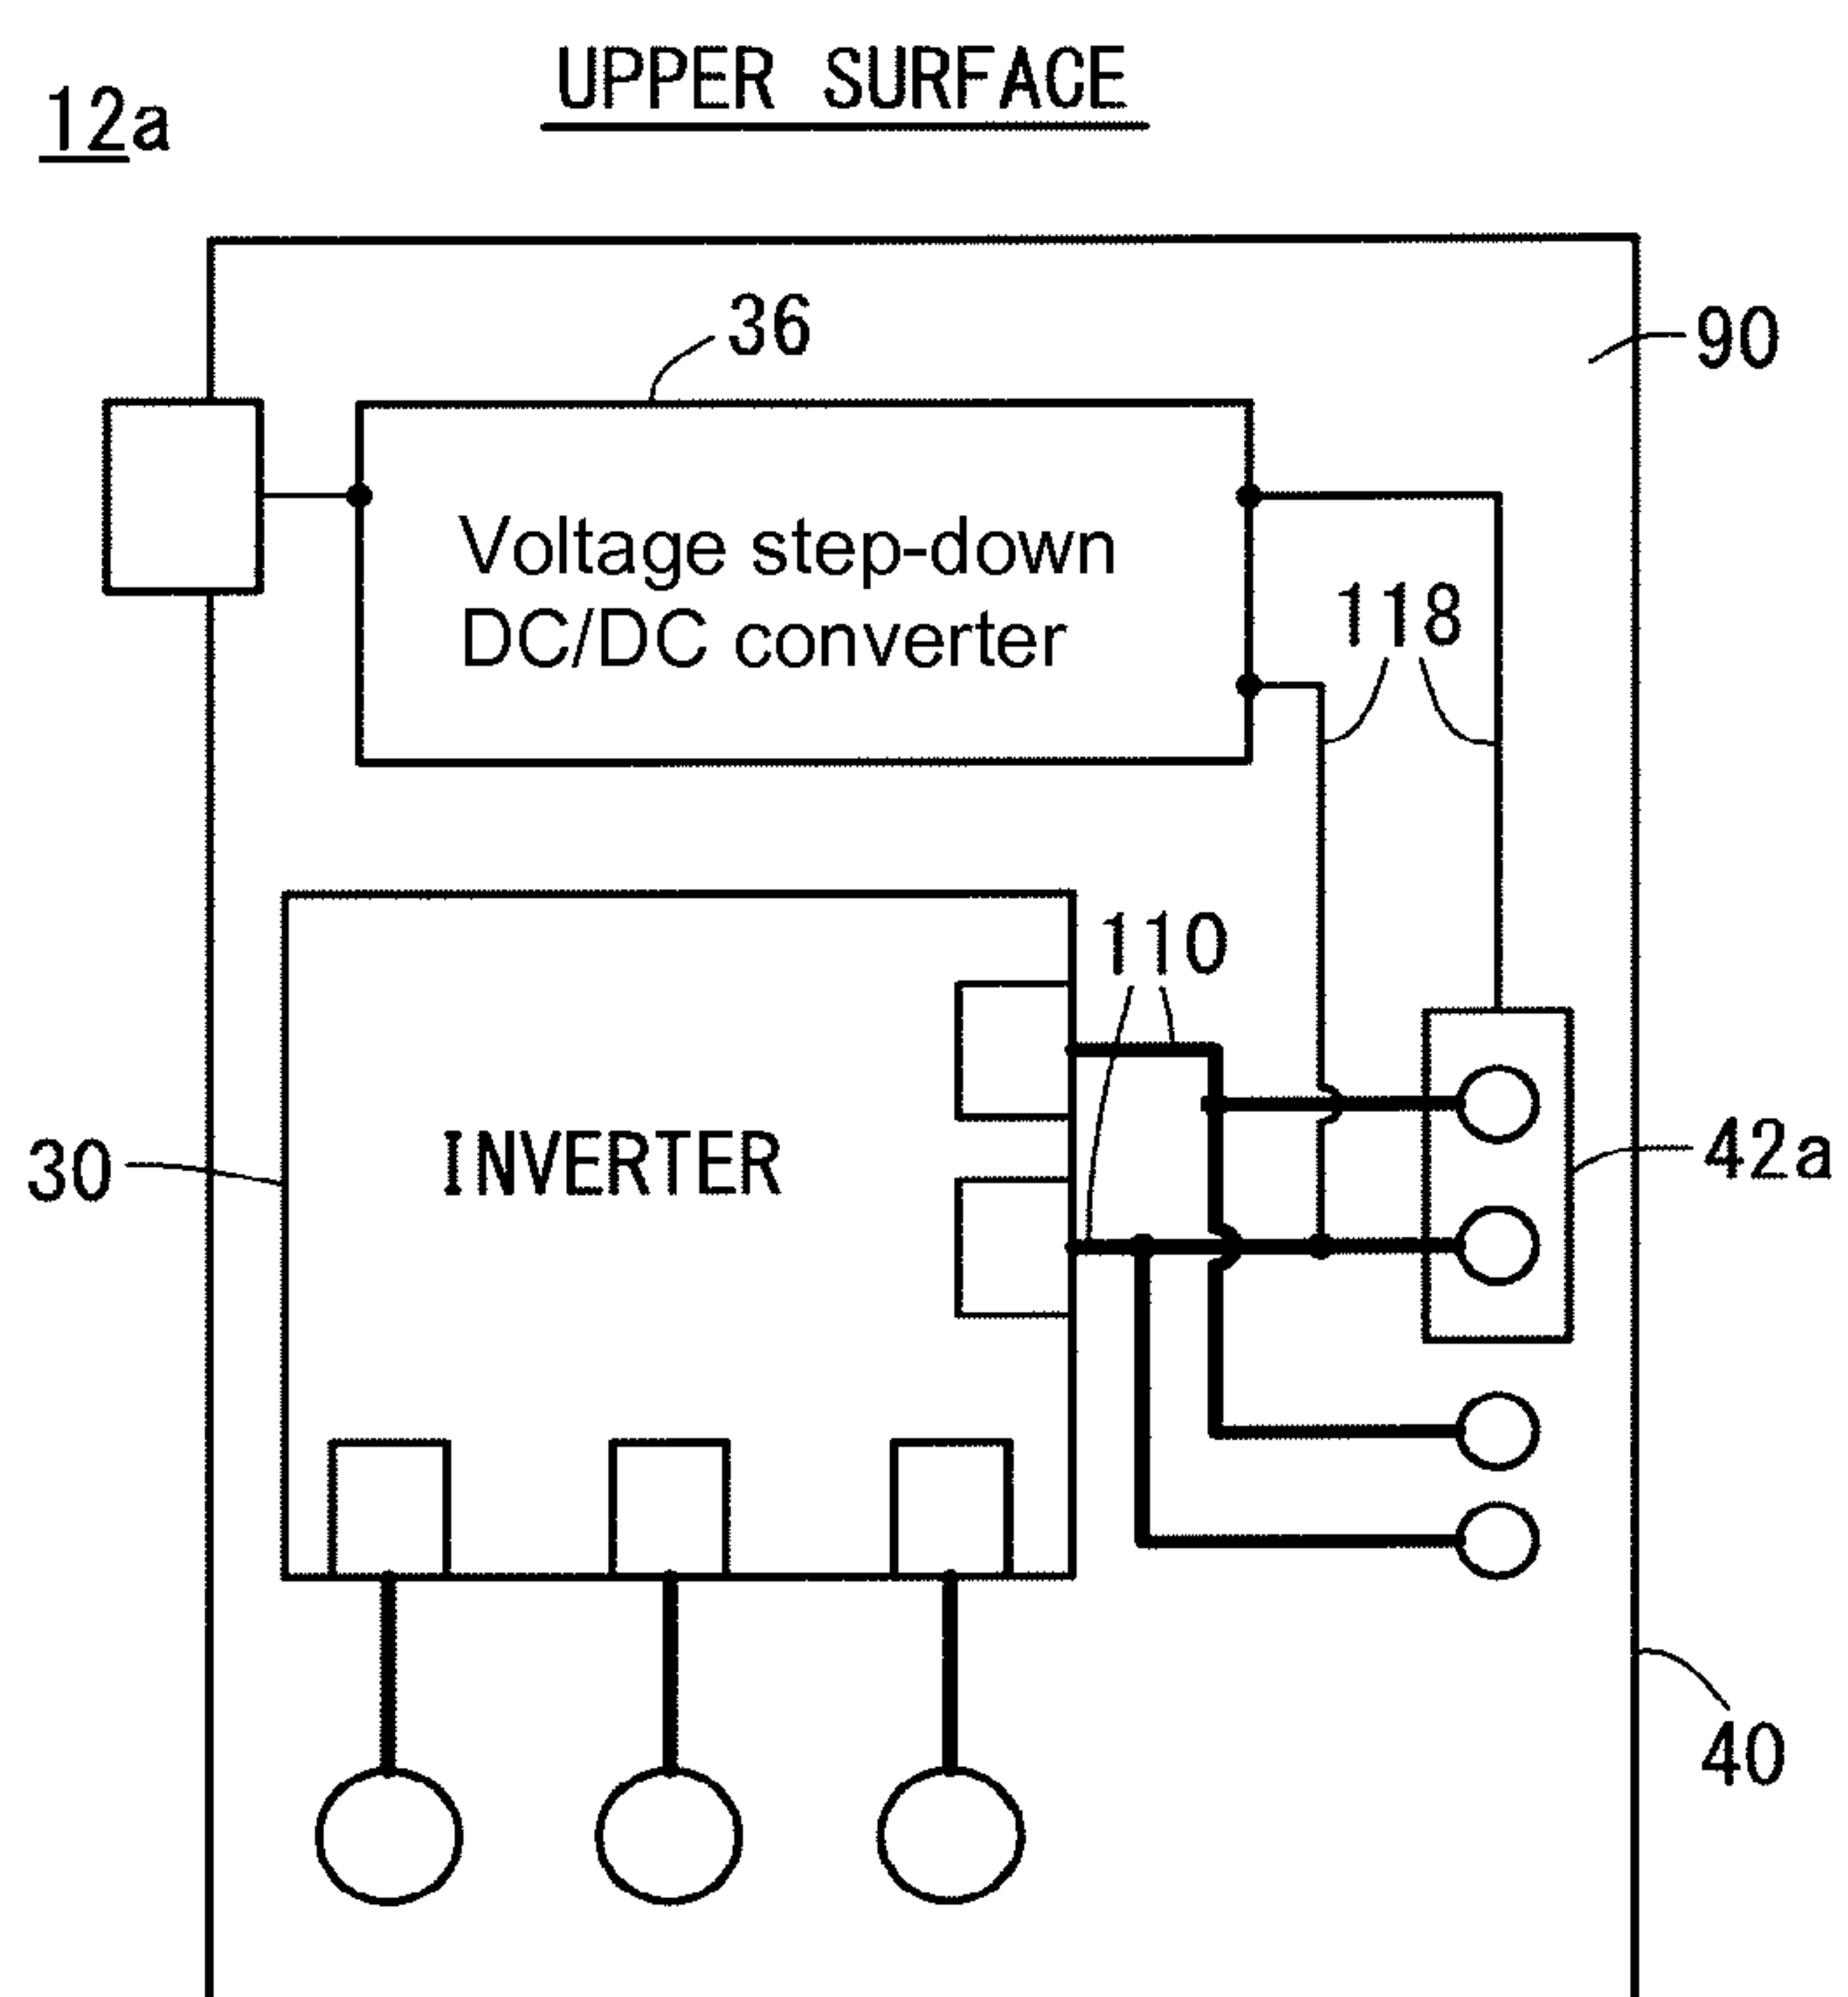 UPPER SURFACE
12a
36
90
Voltage step-down
DC/DC converter
118
110
INVERTER
30
42a
40